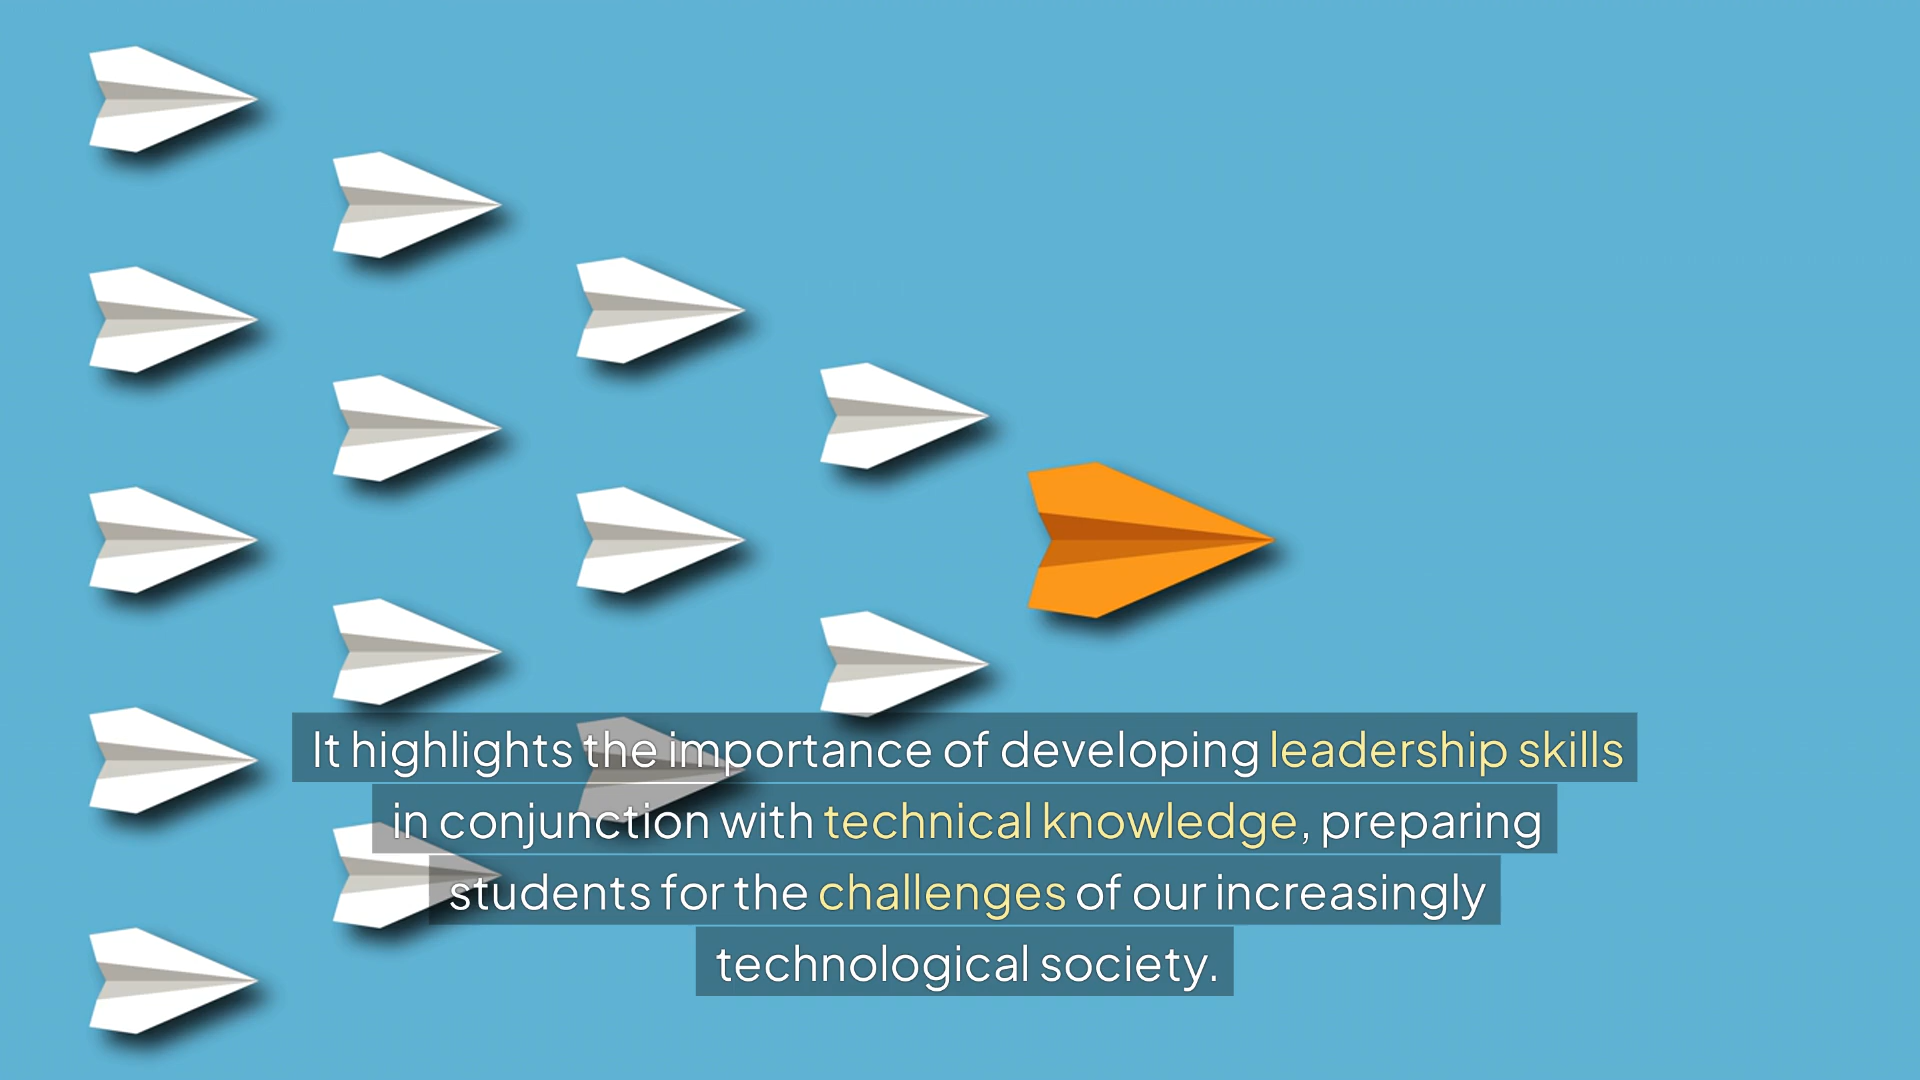 It highlights the importance of developing leadership skills
in conjunction with technical knowledge, preparing
students for the challenges of our increasingly
technological society.